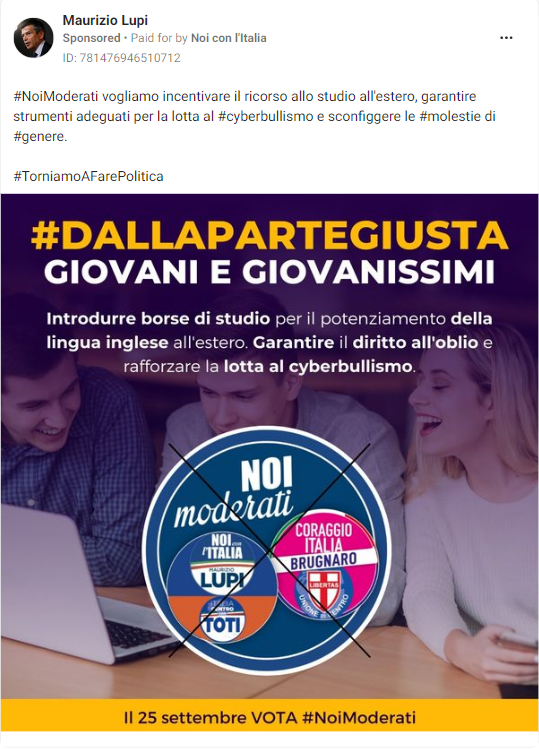 Maurizio Lupi
Sponsored • Paid for by Noi con l'Italia
ID: 781476946510712
#NoiModerati vogliamo incentivare il ricorso allo studio all'estero, garantire
strumenti adeguati per la lotta al #cyberbullismo e sconfiggere le #molestie di
#genere.
#TorniamoAFarePolitica
#DALLAPARTEGIUSTA
GIOVANI E GIOVANISSIMI
Introdurre borse di studio per il potenziamento della
lingua inglese all'estero. Garantire il diritto all'oblio e
rafforzare la lotta al cyberbullismo.
NOI
moderati
NOI CON
l'ITALIA
MAURIZIO
LUPI
TOTI
CORAGGIO
ITALIA
BRUGNARO
LIBERTAS
UNIONE DI CENTRO
Il 25 settembre VOTA #NoiModerati